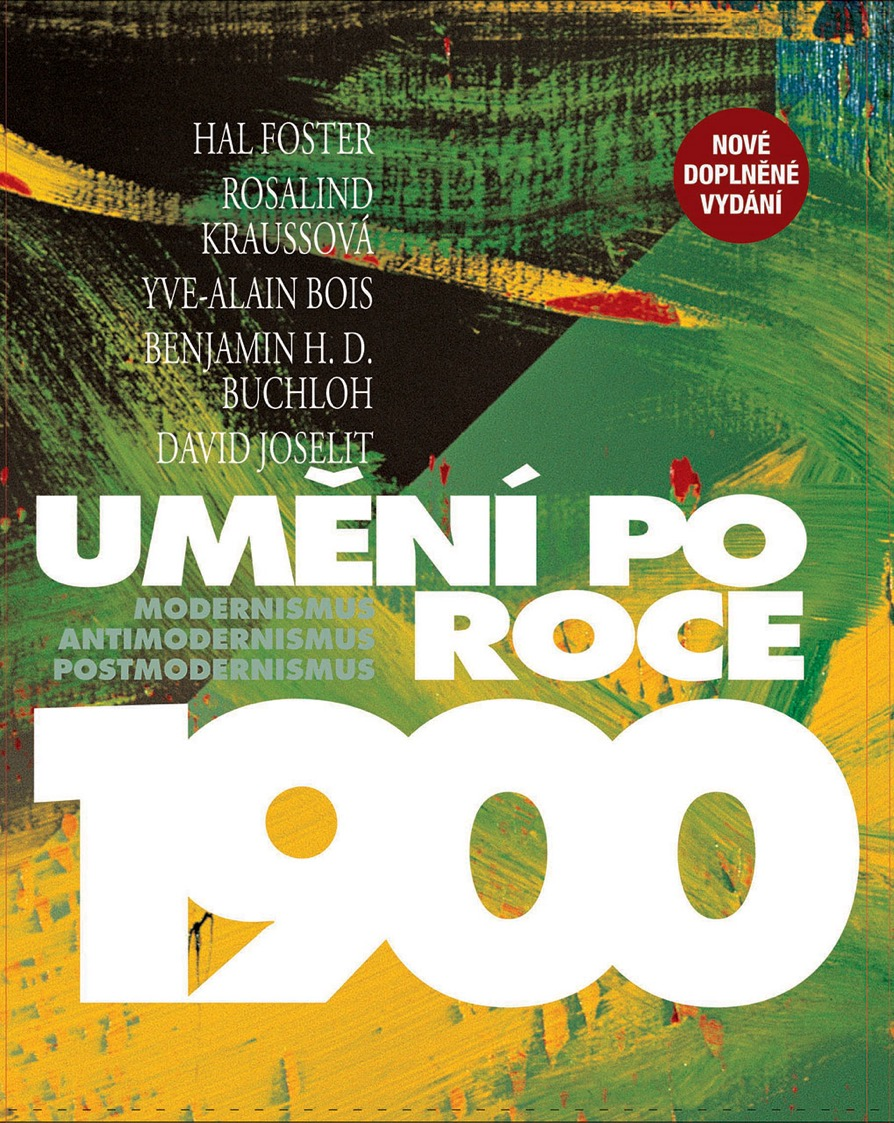 HAL FOSTER
ROSALIND
KRAUSSOVÁ
YVE-ALAIN BOIS
BENJAMIN H. D.
BUCHLOH
DAVID JOSELIT
NOVÉ
DOPLNĚNÉ
VYDÁNÍ
UMĚNÍ PO
MODERNISMUS
ANTIMODERNISMUS
POSTMODERNISMUS
ROCE
1900